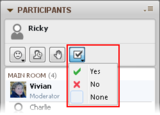 PARTICIPANTS
Ricky
Yes
No
None
MAIN ROOM (4)
Vivian
Moderator
Charlie